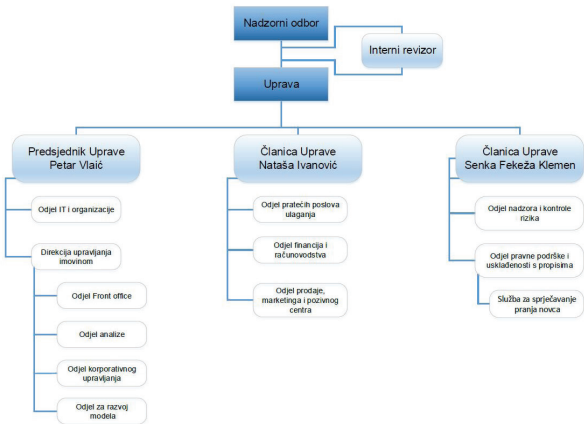 Nadzorni odbor
Interni revizor
Uprava
Predsjednik Uprave
Petar Vlaić
Članica Uprave
Nataša Ivanović
Članica Uprave
Senka Fekeža Klemen
Odjel IT i organizacije
Direkcija upravljanja
imovinom
Odjel Front office
Odjel analize
Odjel korporativnog
upravljanja
Odjel za razvoj
modela
Odjel pratećih poslova
ulaganja
Odjel financija i
računovodstva
Odjel prodaje,
marketinga i pozivnog
centra
Odjel nadzora i kontrole
rizika
Odjel pravne podrške i
usklađenosti s propisima
Služba za sprječavanje
pranja novca